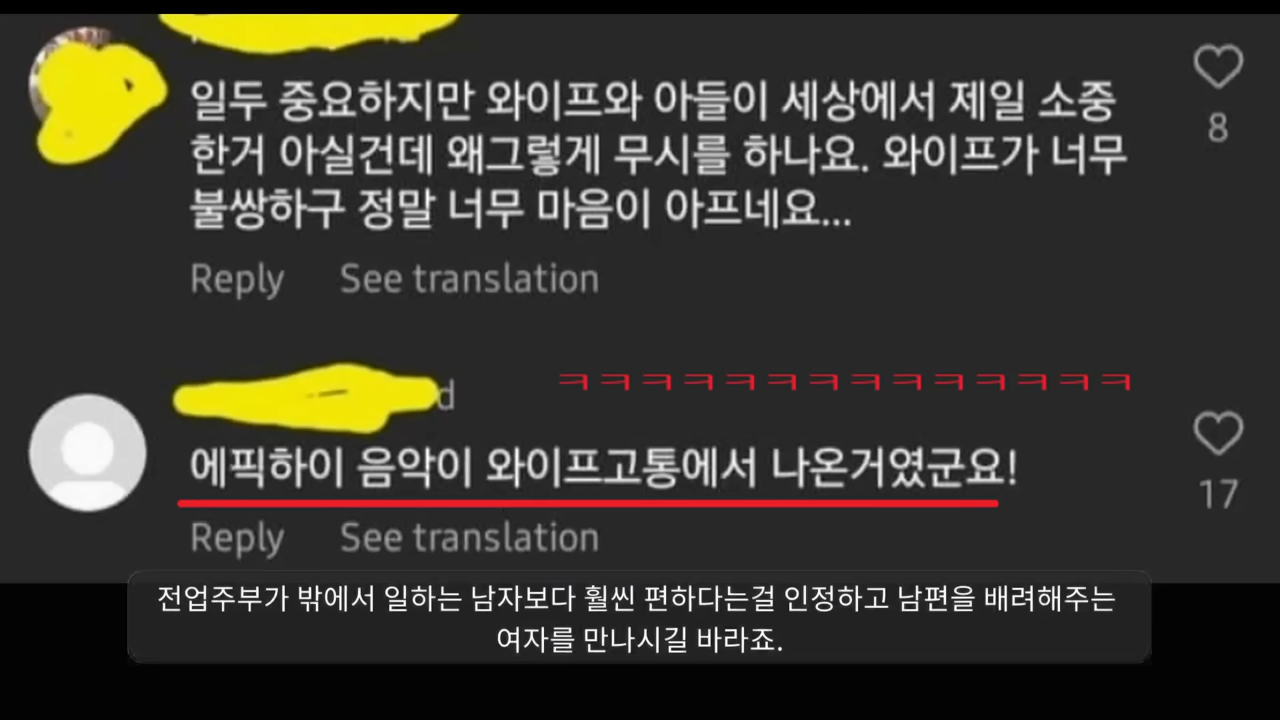 일두 중요하지만 와이프와 아들이 세상에서 제일 소중
한거 아실건데 왜그렇게 무시를 하나요. 와이프가 너무
불쌍하구 정말 너무 마음이 아프네요...
8
Reply See translation
d
ㅋㅋㅋㅋㅋㅋㅋㅋㅋㅋㅋㅋㅋㅋ
에픽하이 음악이 와이프고통에서 나온거였군요!
17
Reply See translation
전업주부가 밖에서 일하는 남자보다 훨씬 편하다는걸 인정하고 남편을 배려해주는
여자를 만나시길 바라죠.